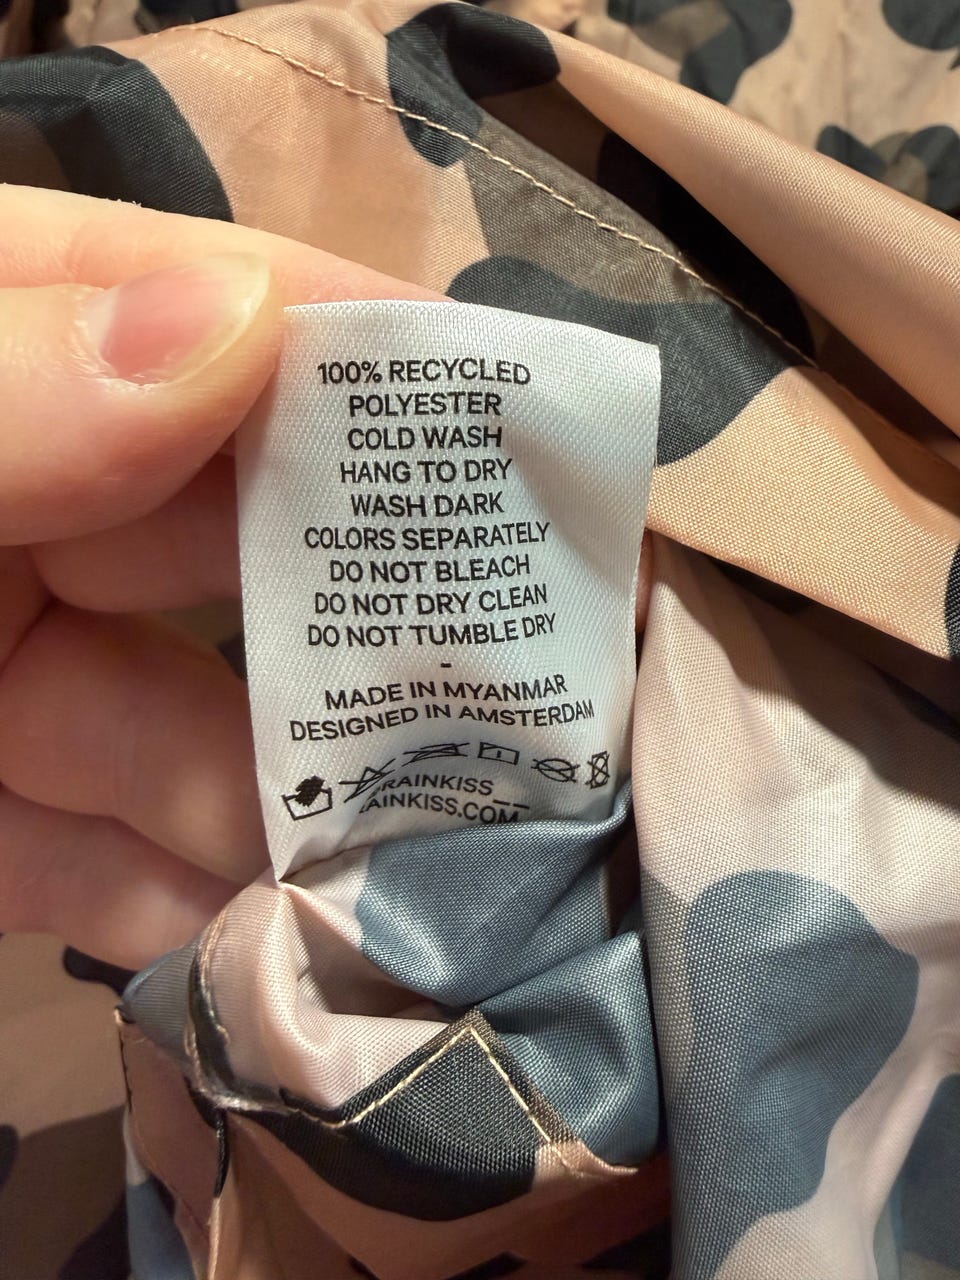 100% RECYCLED
POLYESTER
COLD WASH
HANG TO DRY
WASH DARK
COLORS SEPARATELY
DO NOT BLEACH
DO NOT DRY CLEAN
DO NOT TUMBLE DRY
-
MADE IN MYANMAR
DESIGNED IN AMSTERDAM
RAINKISS
AINKISS.COM